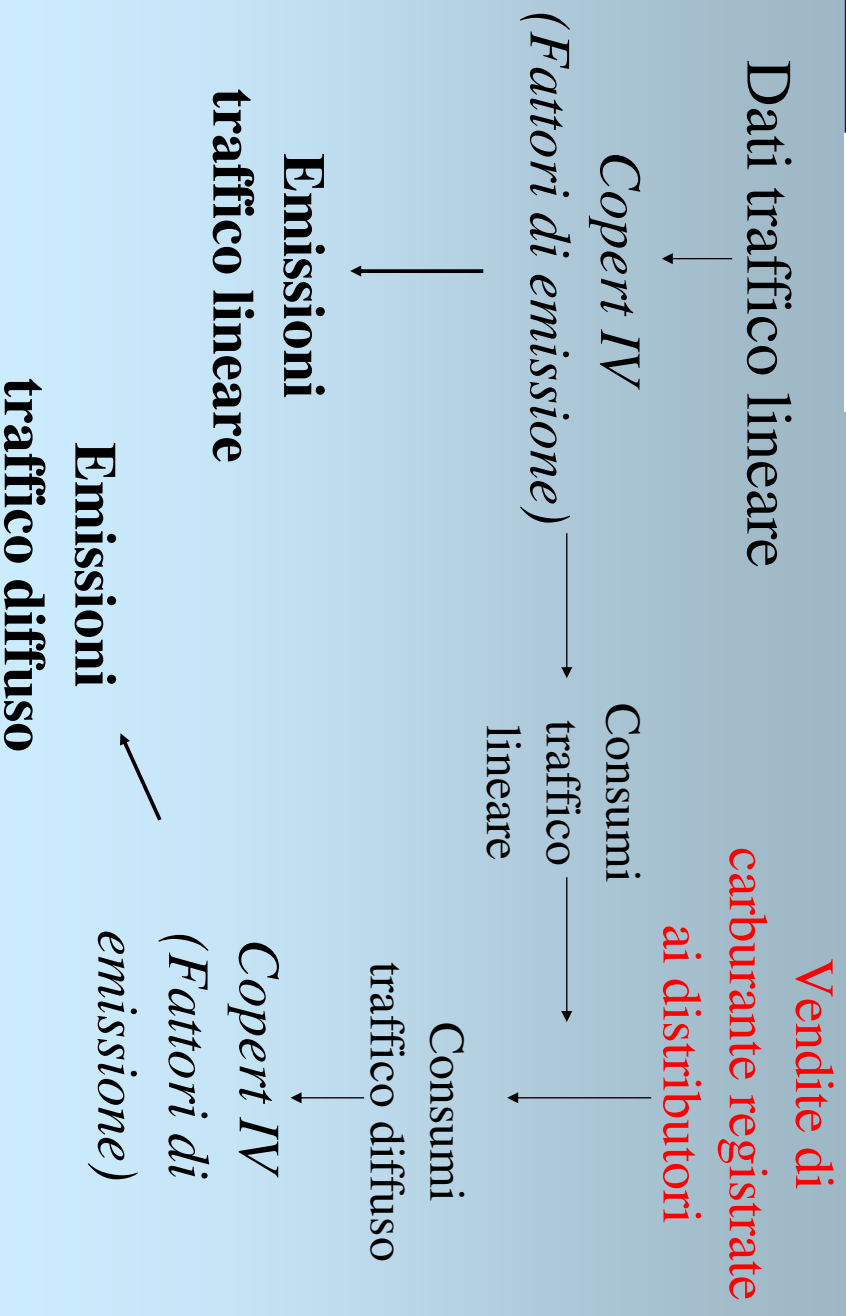 Dati traffico lineare
Copert IV
(Fattori di emissione)
Emissioni
traffico lineare
Consumi
traffico
lineare
Vendite di
carburante registrate
ai distributori
Consumi
traffico diffuso
Copert IV
(Fattori di
emissione)
Emissioni
traffico diffuso